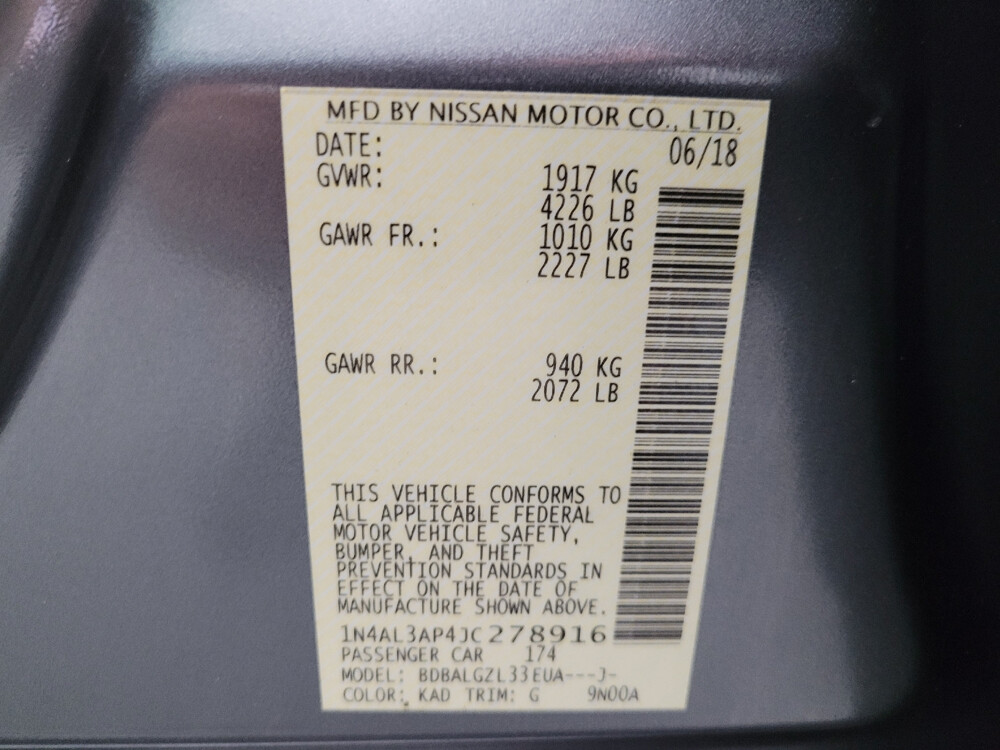 MFD BY NISSAN MOTOR CO., LTD.
DATE: 06/18
GVWR: 1917 KG
4226 LB
GAWR FR.: 1010 KG
2227 LB
GAWR RR.: 940 KG
2072 LB
THIS VEHICLE CONFORMS TO
ALL APPLICABLE FEDERAL
MOTOR VEHICLE SAFETY,
BUMPER, AND THEFT
PREVENTION STANDARDS IN
EFFECT ON THE DATE OF
MANUFACTURE SHOWN ABOVE.
1N4AL3AP4JC278916
PASSENGER CAR 174
MODEL: BDBALGZL33EUA---J-
COLOR: KAD TRIM: G 9N00A